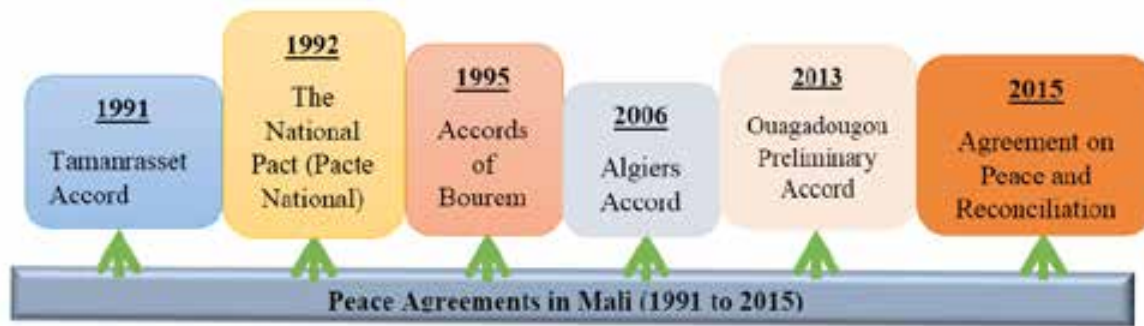 1991
Tamanrasset
Accord
1992
The
National
Pact (Pacte
National)
1995
Accords
of
Bourem
2006
Algiers
Accord
2013
Ouagadougou
Preliminary
Accord
2015
Agreement on
Peace and
Reconciliation
Peace Agreements in Mali (1991 to 2015)